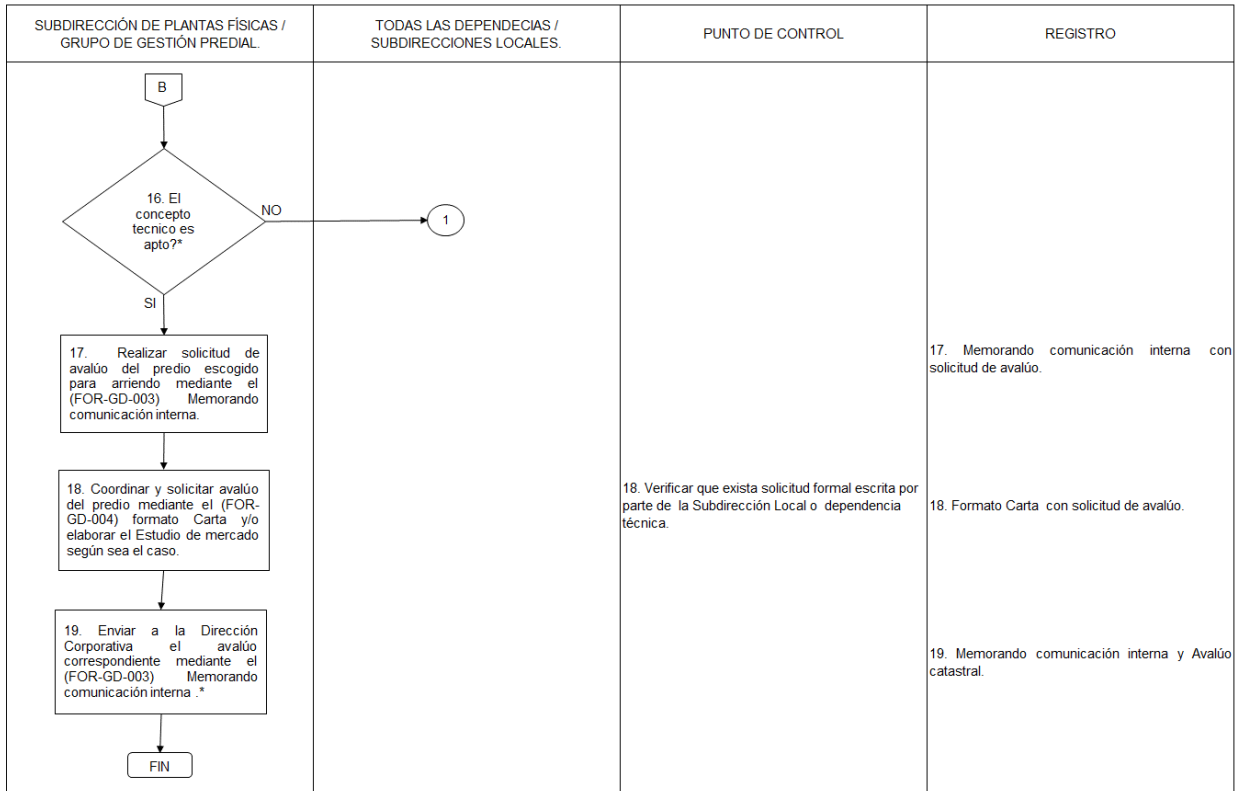 SUBDIRECCIÓN DE PLANTAS FÍSICAS /
GRUPO DE GESTIÓN PREDIAL.
TODAS LAS DEPENDECIAS /
SUBDIRECCIONES LOCALES.
PUNTO DE CONTROL
REGISTRO
B
16. El
concepto
tecnico es
apto?*
NO
1
SI
17. Realizar solicitud de
avalúo del predio escogido
para arriendo mediante el
(FOR-GD-003) Memorando
comunicación interna.
17. Memorando comunicación interna con
solicitud de avalúo.
18. Coordinar y solicitar avalúo
del predio mediante el (FOR-
GD-004) formato Carta y/o
elaborar el Estudio de mercado
según sea el caso.
18. Verificar que exista solicitud formal escrita por
parte de la Subdirección Local o dependencia
técnica.
18. Formato Carta con solicitud de avalúo.
19. Enviar a la Dirección
Corporativa el avalúo
correspondiente mediante el
(FOR-GD-003) Memorando
comunicación interna .*
19. Memorando comunicación interna y Avalúo
catastral.
FIN